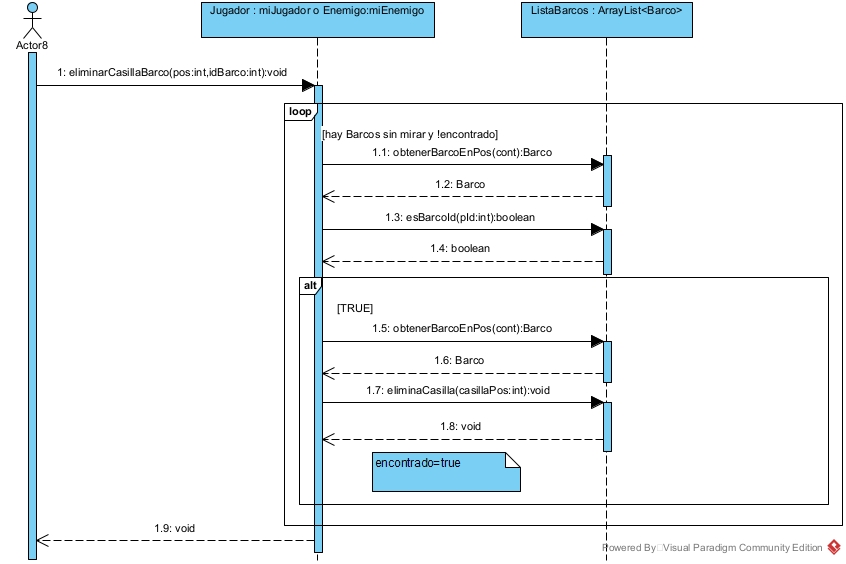 Jugador : miJugador o Enemigo:miEnemigo
ListaBarcos : ArrayList<Barco>
Actor8
1: eliminarCasillaBarco(pos:int,idBarco:int):void
loop
[hay Barcos sin mirar y !encontrado]
1.1: obtenerBarcoEnPos(cont):Barco
1.2: Barco
1.3: esBarcoId(pId:int):boolean
1.4: boolean
alt
[TRUE]
1.5: obtenerBarcoEnPos(cont):Barco
1.6: Barco
1.7: eliminaCasilla(casillaPos:int):void
1.8: void
encontrado=true
1.9: void
Powered By Visual Paradigm Community Edition